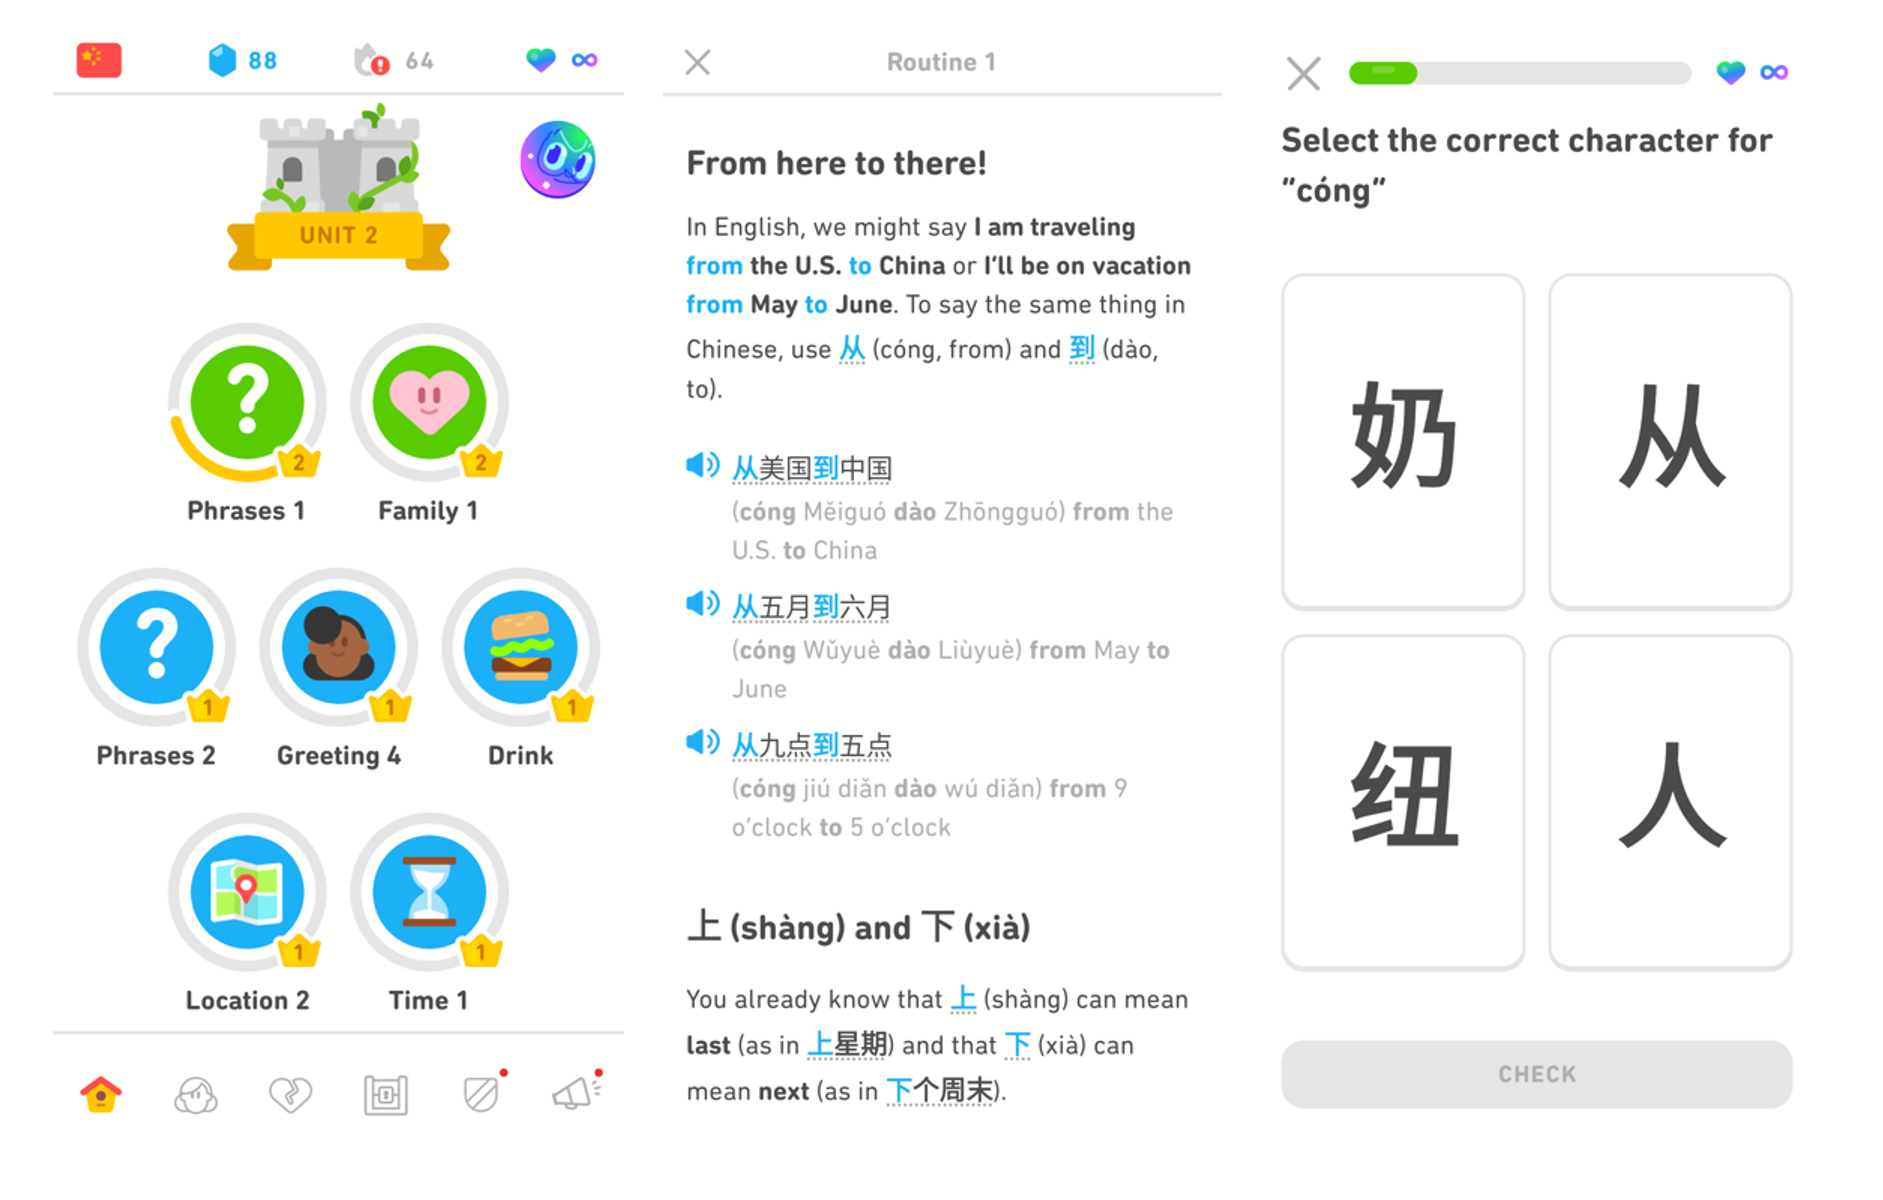 88
64
UNIT 2
2
2
Phrases 1
Family 1
1
1
1
Phrases 2
Greeting 4
Drink
1
1
Location 2
Time 1
Routine 1
From here to there!
In English, we might say I am traveling
from the U.S. to China or I'll be on vacation
from May to June. To say the same thing in
Chinese, use 从 (cóng, from) and 到 (dào,
to).
从美国到中国
(cóng Měiguó dào Zhōngguó) from the
U.S. to China
从五月到六月
(cóng Wǔyuè dào Liùyuè) from May to
June
从九点到五点
(cóng jiú diǎn dào wú diǎn) from 9
o'clock to 5 o'clock
上 (shàng) and 下 (xià)
You already know that 上 (shàng) can mean
last (as in 上星期) and that 下 (xià) can
mean next (as in 下个周末).
Select the correct character for
"cóng"
奶
从
纽
人
CHECK